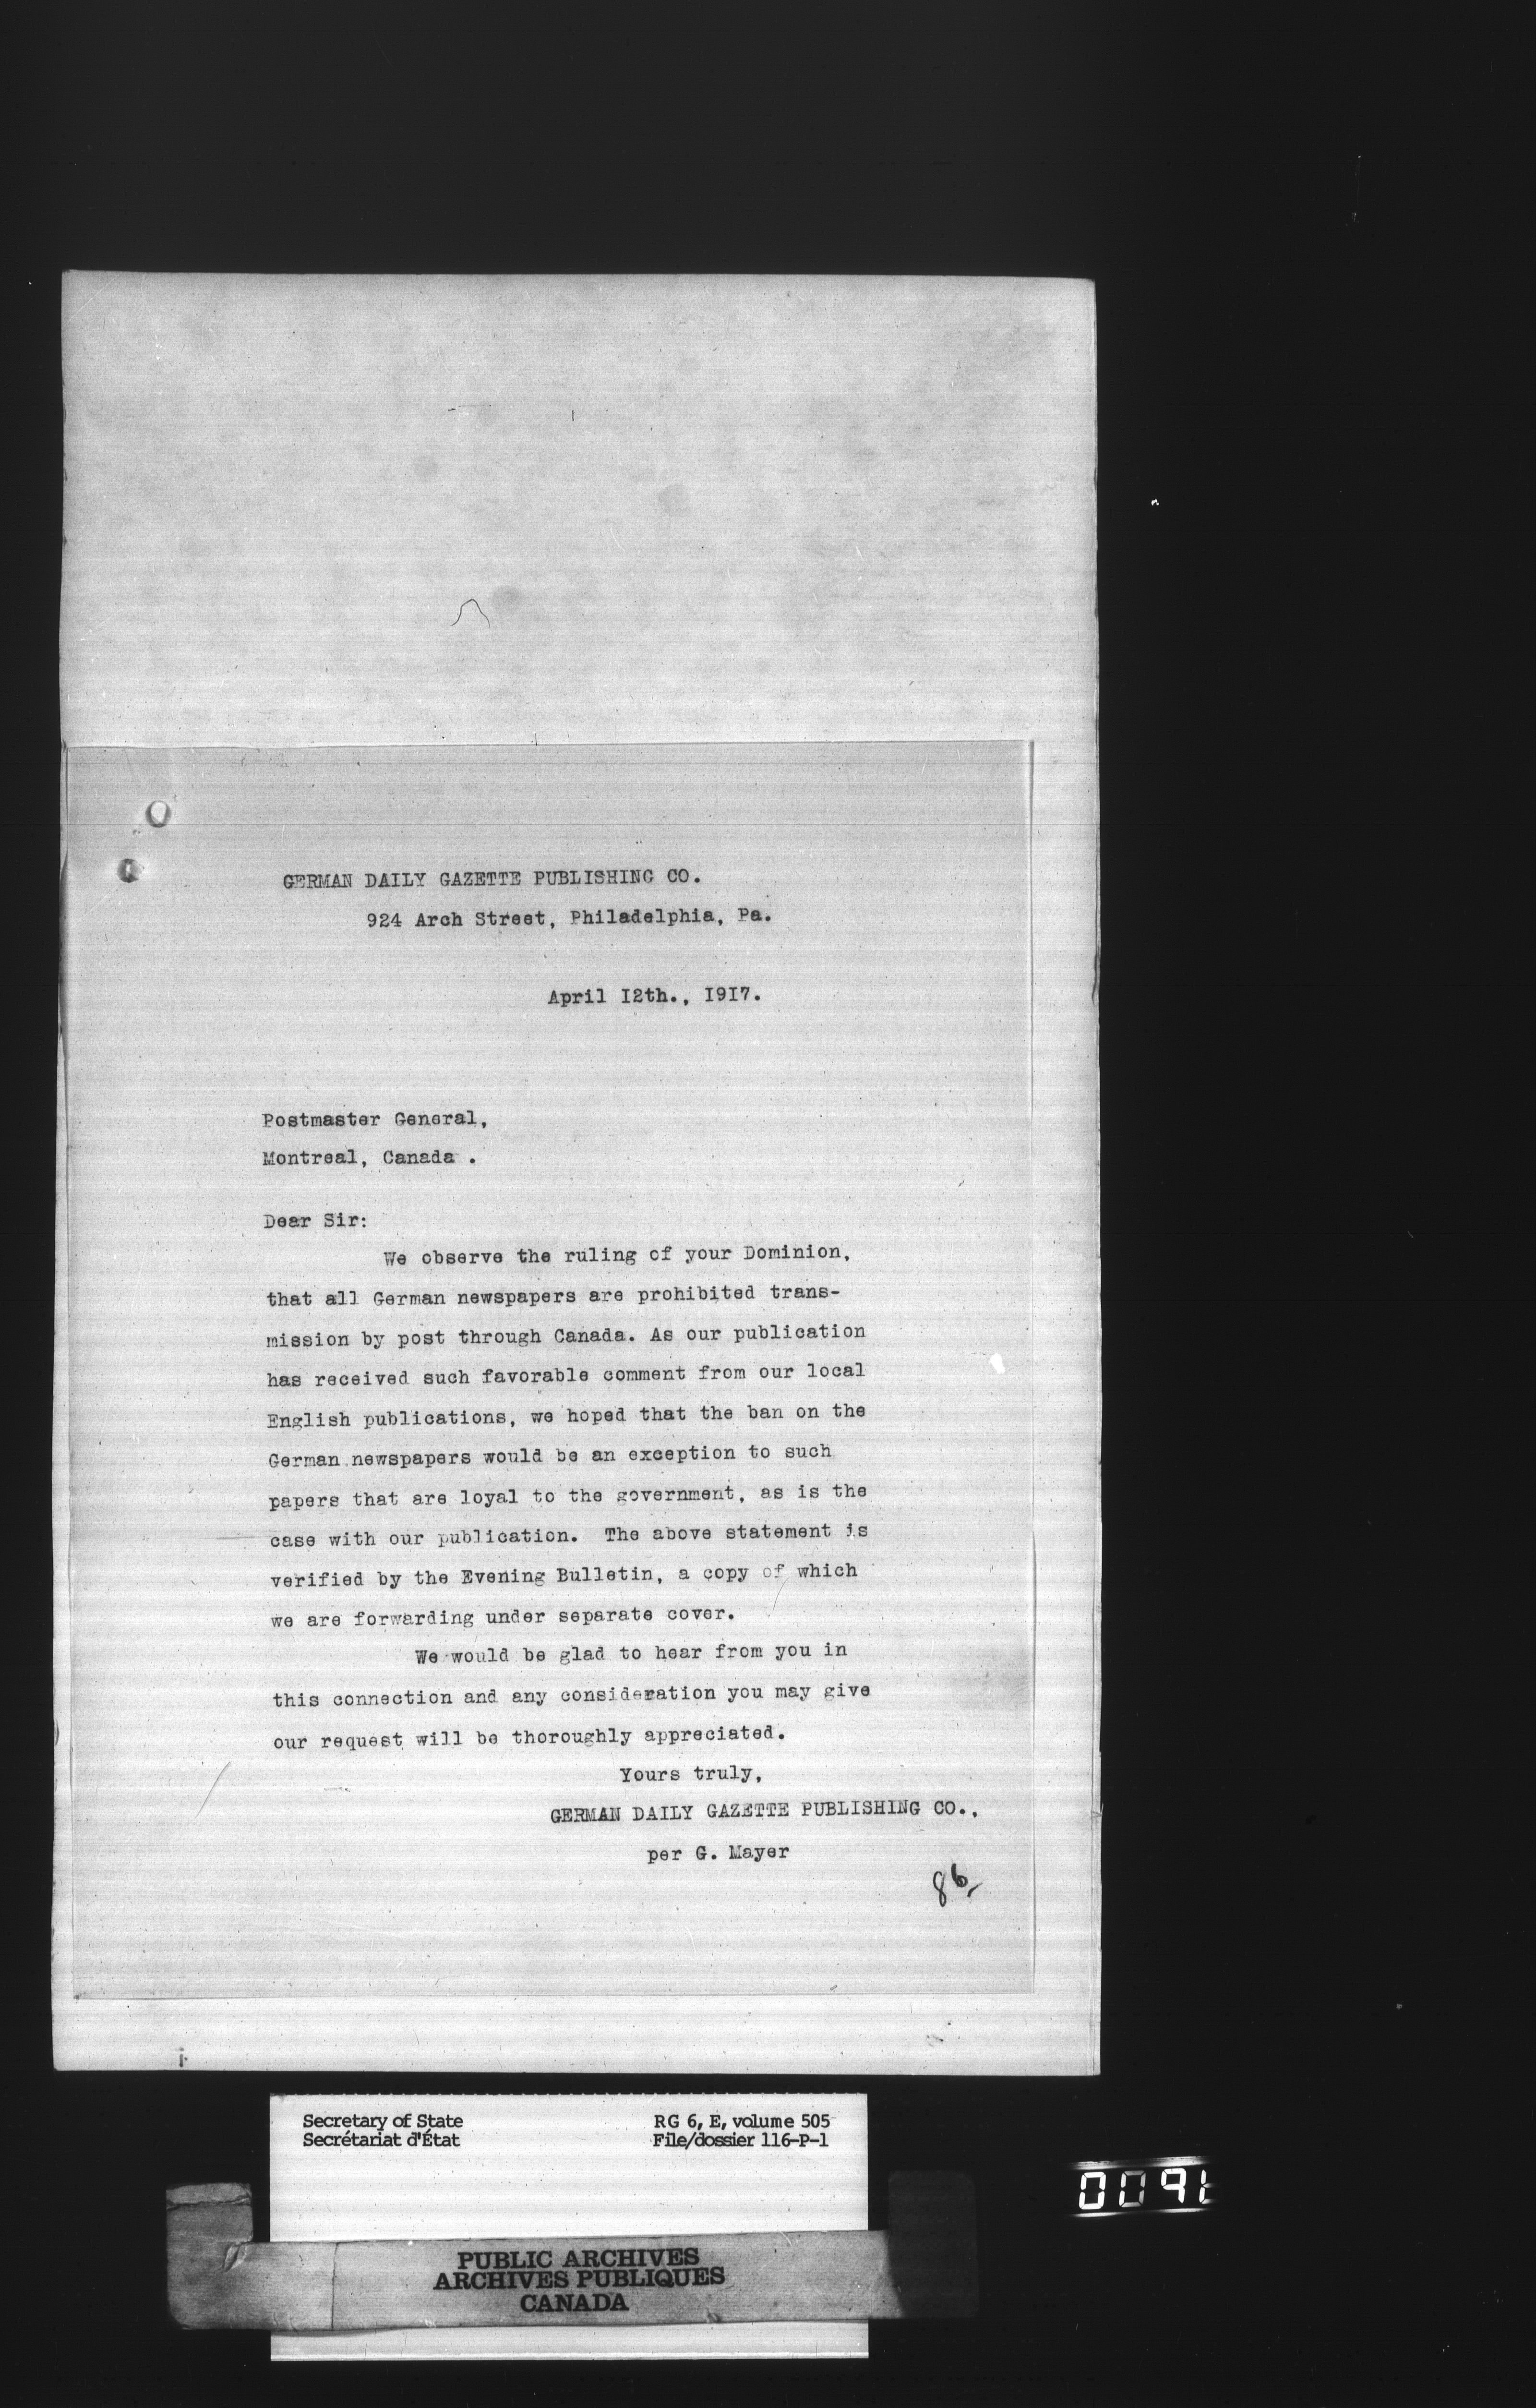 GERMAN DAILY GAZETTE PUBLISHING CO.
924 Arch Street, Philadelphia, Pa.
April I2th., I9I7.
Postmaster General,
Montreal, Canada .
Dear Sir:
We observe the ruling of your Dominion,
that all German newspapers are prohibited trans-
mission by post through Canada. As our publication
has received such favorable comment from our local
English publications, we hoped that the ban on the
German newspapers would be an exception to such
papers that are loyal to the government, as is the
case with our publication. The above statement is
verified by the Evening Bulletin, a copy of which
we are forwarding under separate cover.
We would be glad to hear from you in
this connection and any consideration you may give
our request will be thoroughly appreciated.
Yours truly,
GERMAN DAILY GAZETTE PUBLISHING CO.,
per G. Mayer
86
Secretary of State
Secrétariat d'État
RG 6, E, volume 505
File/dossier 116-P-1
PUBLIC ARCHIVES
ARCHIVES PUBLIQUES
CANADA
0091